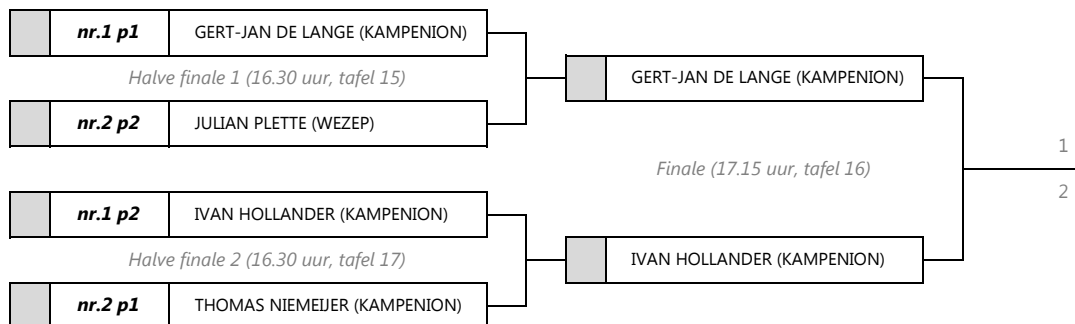 nr.1 p1 GERT-JAN DE LANGE (KAMPENION)
Halve finale 1 (16.30 uur, tafel 15)
GERT-JAN DE LANGE (KAMPENION)
nr.2 p2 JULIAN PLETTE (WEZEP)
1
Finale (17.15 uur, tafel 16)
2
nr.1 p2 IVAN HOLLANDER (KAMPENION)
Halve finale 2 (16.30 uur, tafel 17)
IVAN HOLLANDER (KAMPENION)
nr.2 p1 THOMAS NIEMEIJER (KAMPENION)